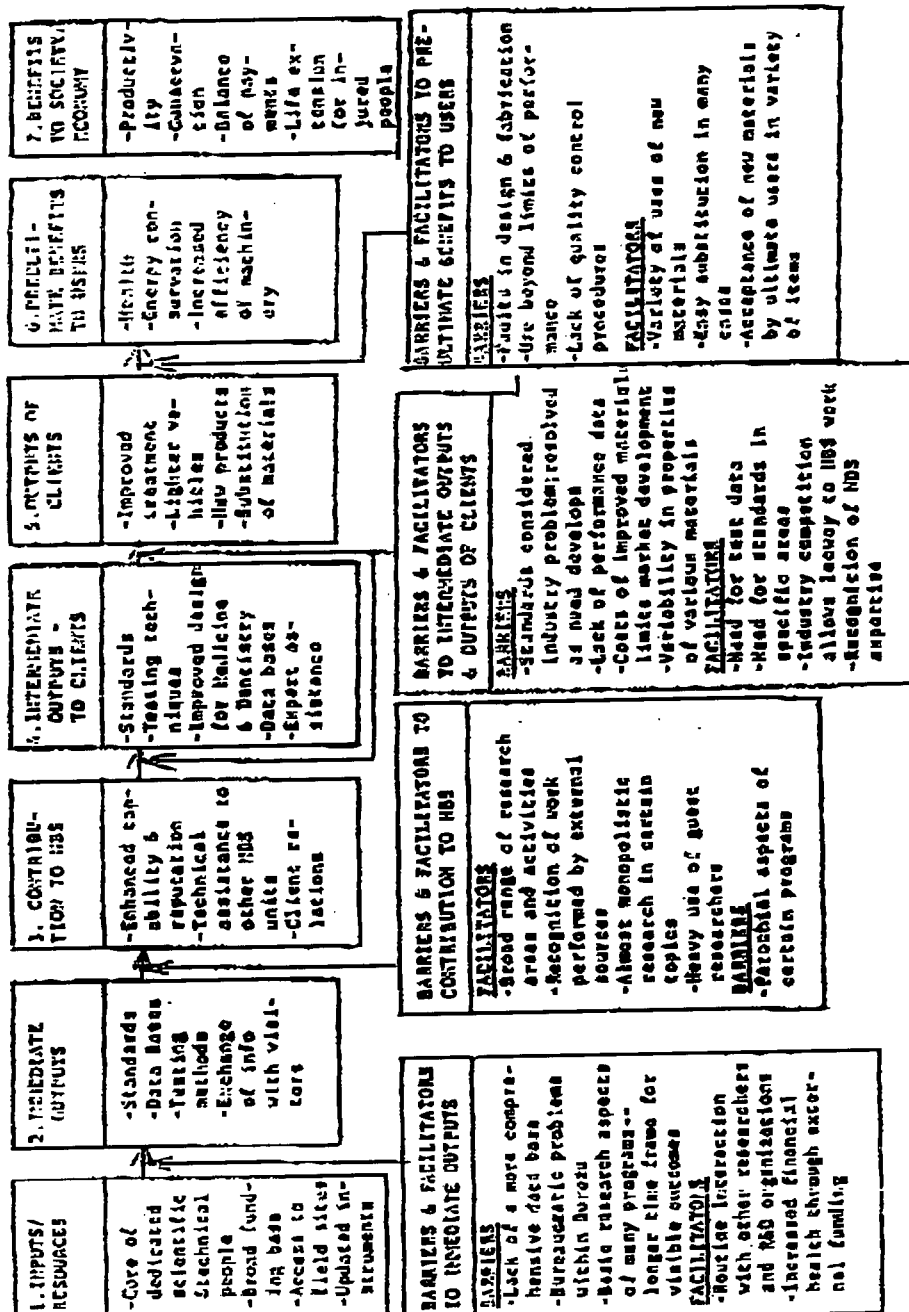 1. INPUTS/
RESOURCES
-Core of
dedicated
scientific
&technical
people
-Broad fund-
ing base
-Access to
field sites
-Updated in-
struments
2. IMMEDIATE
OUTPUTS
-Standards
-Data Bases
-Testing
methods
-Exchange
of info
with visi-
tors
3. CONTRIBU-
TION TO NBS
-Enhanced cap-
ability &
reputation
-Technical
assistance to
other NBS
units
-Client re-
lations
4. INTERMEDIATE
OUTPUTS -
TO CLIENTS
-Standards
-Testing tech-
niques
-Improved design
for Medicine
& Dentistry
-Data bases
-Expert as-
sistance
5. OUTPUTS OF
CLIENTS
-Improved
treatment
-Lighter ve-
hicles
-New products
-Substitution
of materials
6. PREULTI-
MATE BENEFITS
TO USERS
-Health
-Energy con-
servation
-Increased
efficiency
of machin-
ery
7. BENEFITS
TO SOCIETY/
ECONOMY
-Productiv-
ity
-Conserva-
tion
-Balance
of pay-
ments
-Life ex-
tension
for in-
jured
people
BARRIERS & FACILITATORS
TO IMMEDIATE OUTPUTS
BARRIERS
-Lack of a more compre-
hensive data base
-Bureaucratic problems
within Bureau
-Basic research aspects
of many programs--
longer time frame for
visible outcomes
FACILITATORS
-Routine interaction
with other researchers
and R&D organizations
-Increased financial
health through exter-
nal funding
BARRIERS & FACILITATORS TO
CONTRIBUTION TO NBS
FACILITATORS
-Broad range of research
areas and activities
-Recognition of work
performed by external
sources
-Almost monopolistic
research in certain
topics
-Heavy use of guest
researchers
BARRIERS
-Parochial aspects of
certain programs
BARRIERS & FACILITATORS
TO INTERMEDIATE OUTPUTS
& OUTPUTS OF CLIENTS
BARRIERS
-Standards considered
industry problem;resolved
as need develops
-Lack of performance data
-Costs of improved material
limits market development
-Variability in properties
of various materials
FACILITATORS
-Need for test data
-Need for standards in
specific areas
-Industry competition
allows leeway to NBS work
-Recognition of NBS
expertise
BARRIERS & FACILITATORS TO PRE-
ULTIMATE BENEFITS TO USERS
BARRIERS
-Faults in design & fabrication
-Use beyond limits of perfor-
mance
-Lack of quality control
procedures
FACILITATORS
-Variety of uses of new
materials
-Easy substitution in many
cases
-Acceptance of new materials
by ultimate users in variety
of items